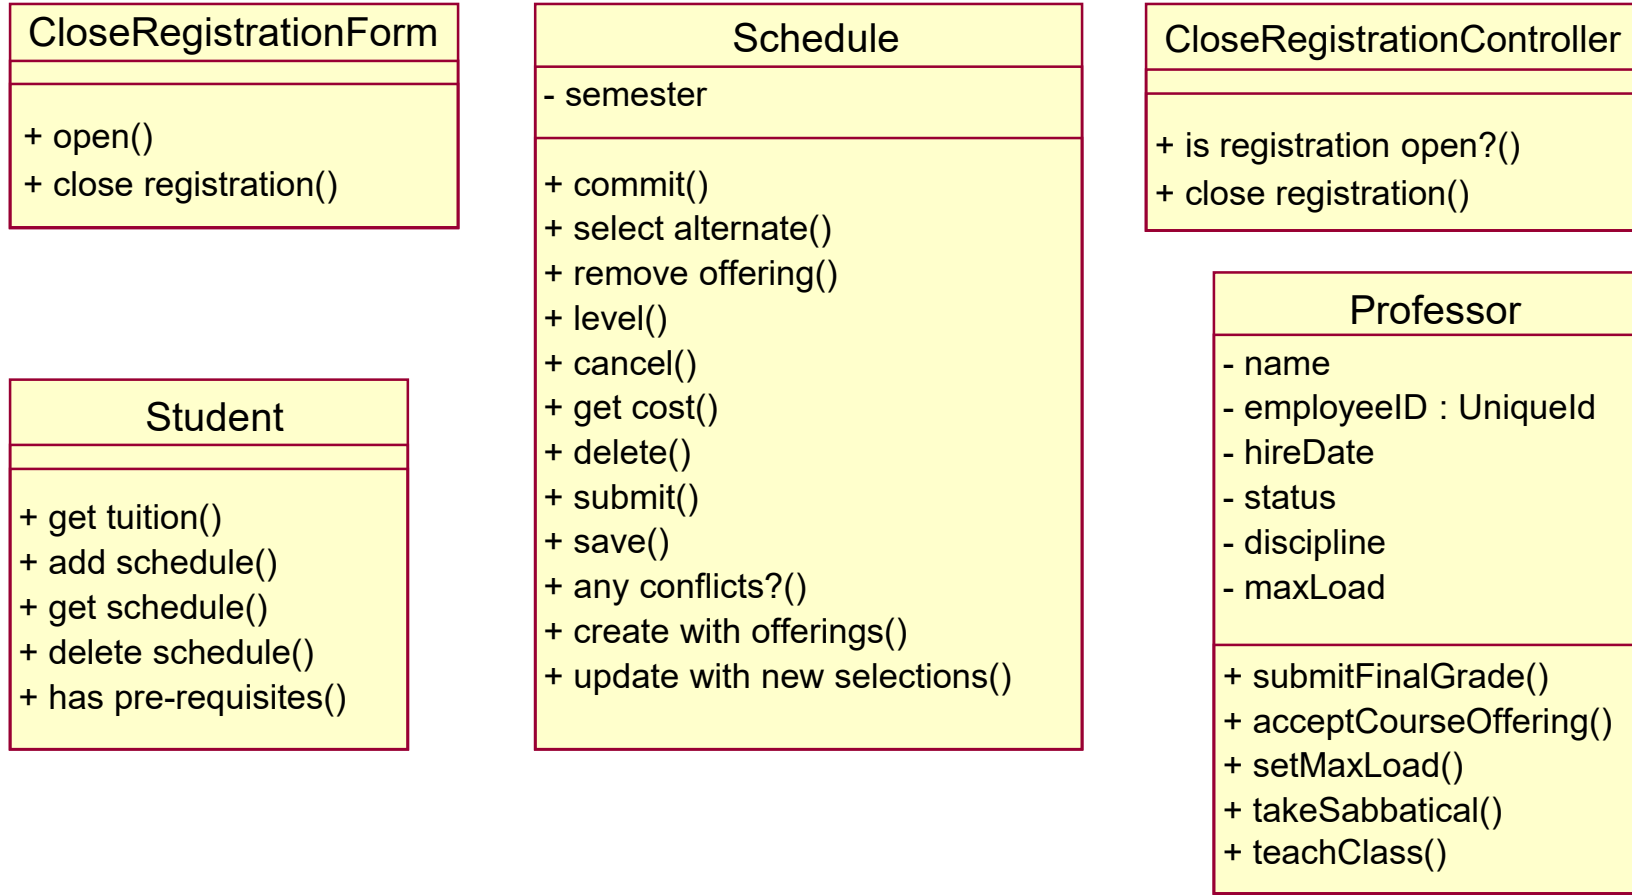 CloseRegistrationForm
+ open()
+ close registration()
Schedule
- semester
+ commit()
+ select alternate()
+ remove offering()
+ level()
+ cancel()
+ get cost()
+ delete()
+ submit()
+ save()
+ any conflicts?()
+ create with offerings()
+ update with new selections()
CloseRegistrationController
+ is registration open?()
+ close registration()
Student
+ get tuition()
+ add schedule()
+ get schedule()
+ delete schedule()
+ has pre-requisites()
Professor
- name
- employeeID : UniqueId
- hireDate
- status
- discipline
- maxLoad
+ submitFinalGrade()
+ acceptCourseOffering()
+ setMaxLoad()
+ takeSabbatical()
+ teachClass()